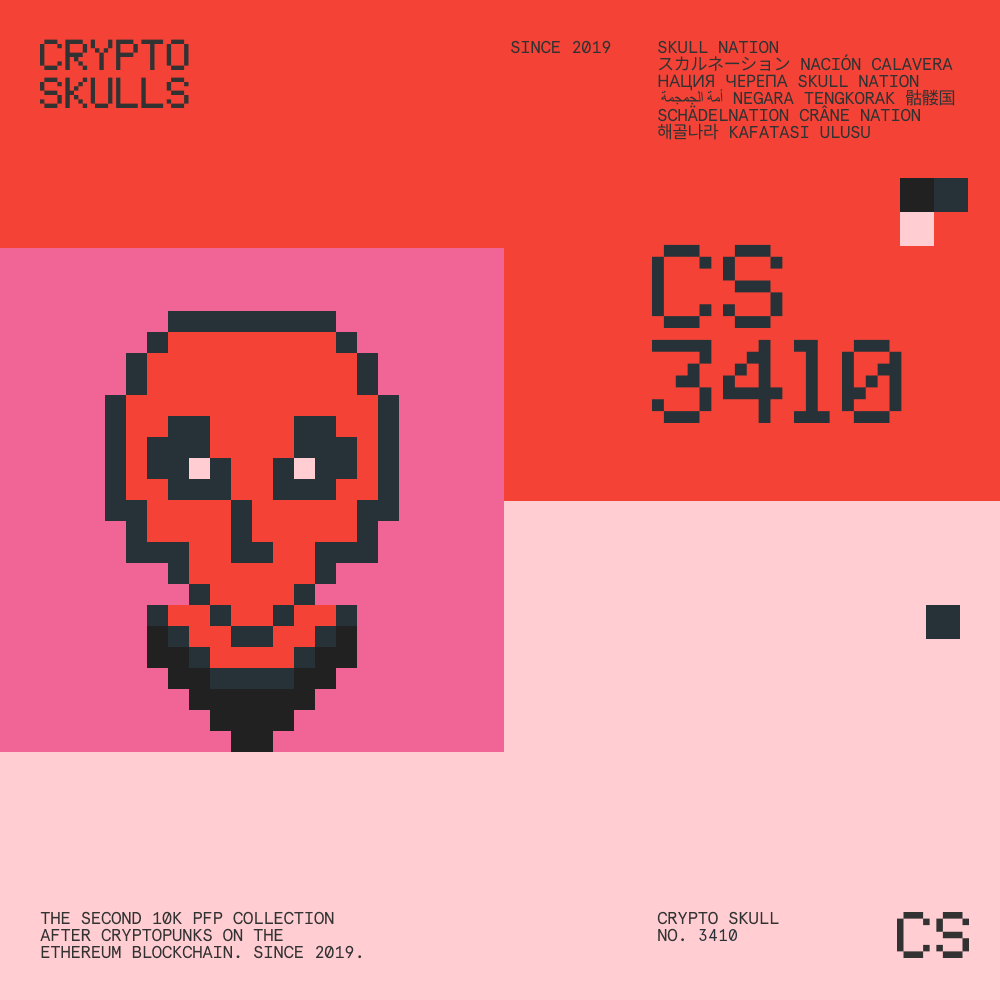 CRYPTO
SKULLS
SINCE 2019
SKULL NATION
スカルネーション NACIÓN CALAVERA
НАЦИЯ ЧЕРЕПА SKULL NATION
أمة الجمجمة NEGARA TENGKORAK 骷髅国
SCHÄDELNATION CRÂNE NATION
해골나라 KAFATASI ULUSU
CS
3410
THE SECOND 10K PFP COLLECTION
AFTER CRYPTOPUNKS ON THE
ETHEREUM BLOCKCHAIN. SINCE 2019.
CRYPTO SKULL
NO. 3410
CS